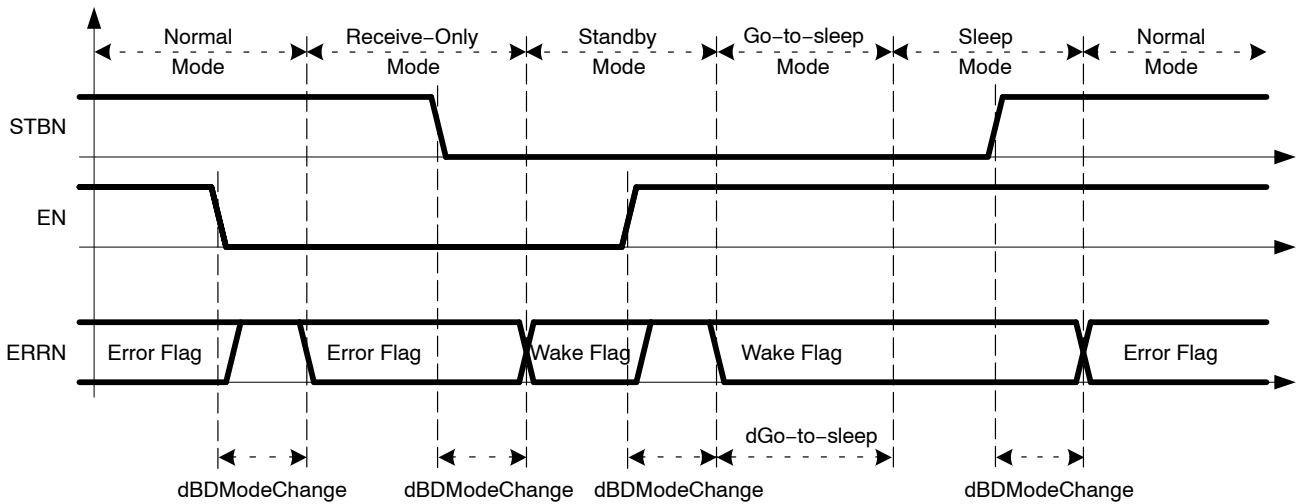 Normal Mode
Receive−Only Mode
Standby Mode
Go−to−sleep Mode
Sleep Mode
Normal Mode
STBN
EN
ERRN
Error Flag
Error Flag
Wake Flag
Wake Flag
Error Flag
dGo−to−sleep
dBDModeChange
dBDModeChange
dBDModeChange
dBDModeChange